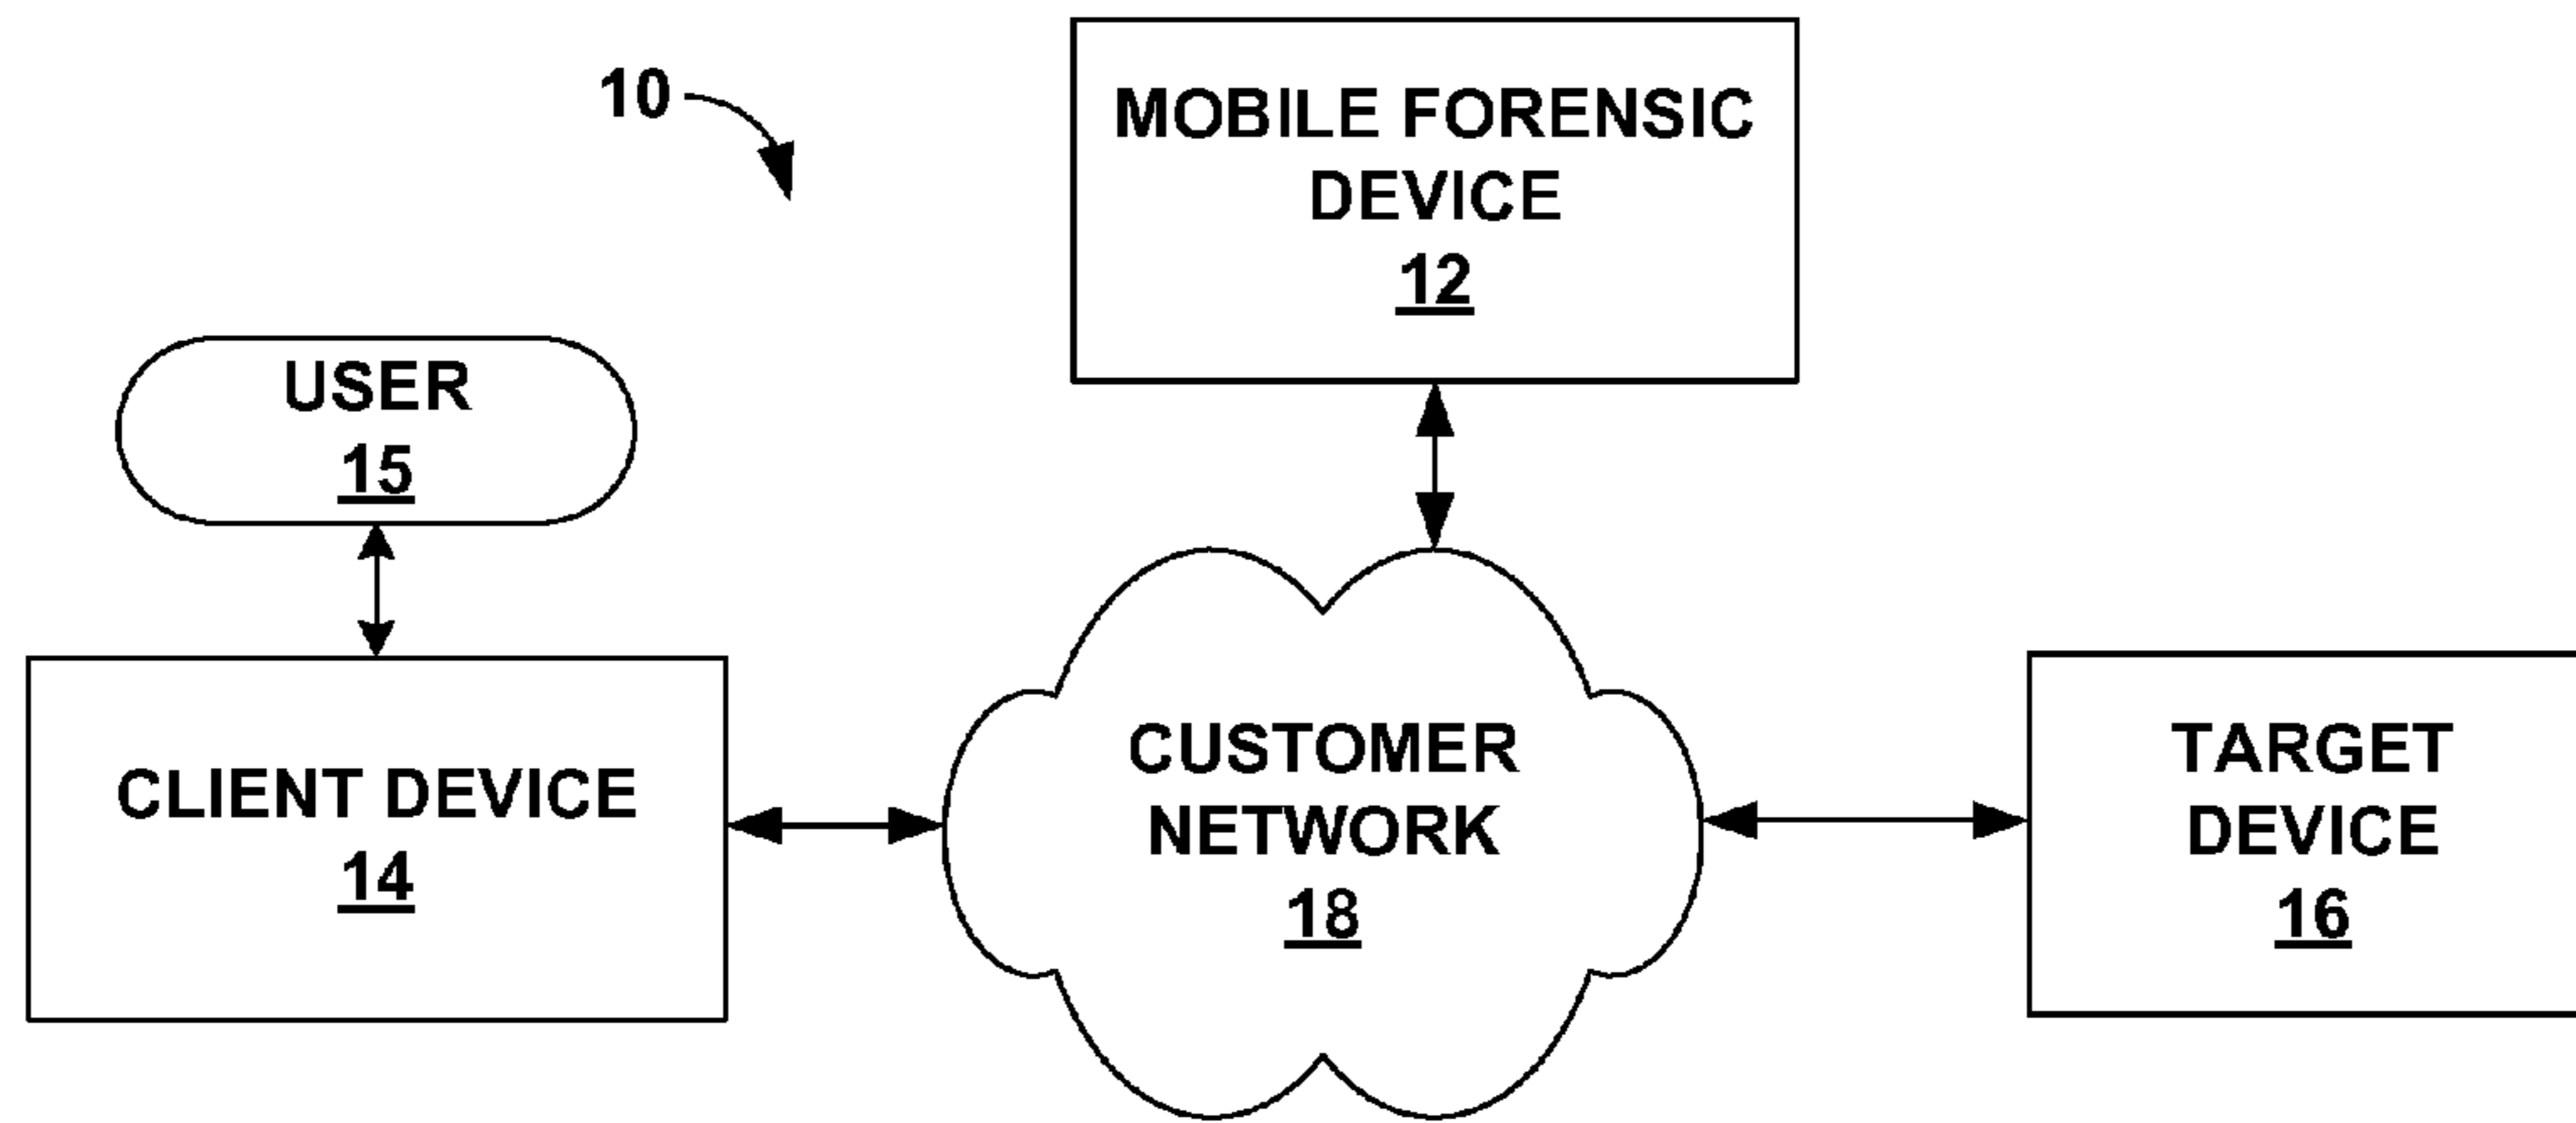 10
MOBILE FORENSIC
DEVICE
12
USER
15
CLIENT DEVICE
14
CUSTOMER
NETWORK
18
TARGET
DEVICE
16